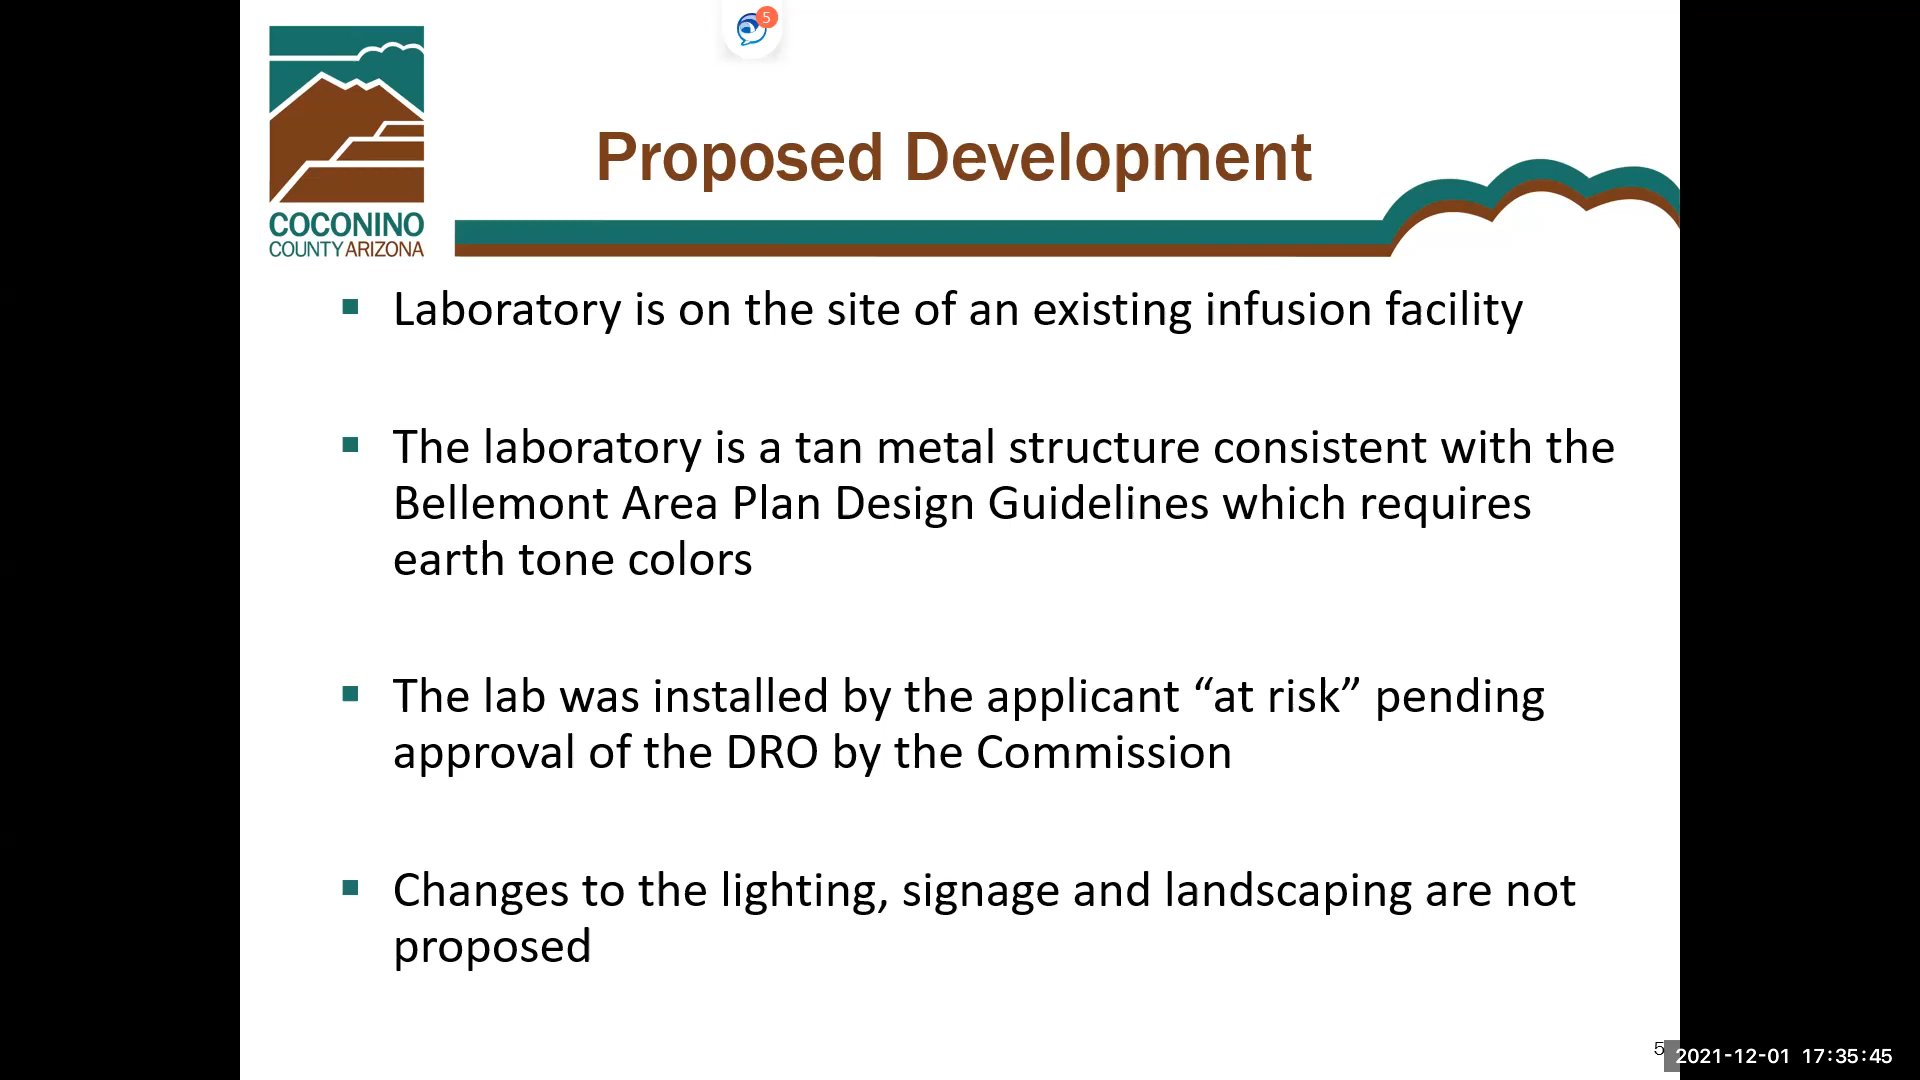 5
COCONINO
COUNTY ARIZONA
Proposed Development
Laboratory is on the site of an existing infusion facility
The laboratory is a tan metal structure consistent with the
Bellemont Area Plan Design Guidelines which requires
earth tone colors
The lab was installed by the applicant “at risk” pending
approval of the DRO by the Commission
Changes to the lighting, signage and landscaping are not
proposed
5
2021-12-01 17:35:45